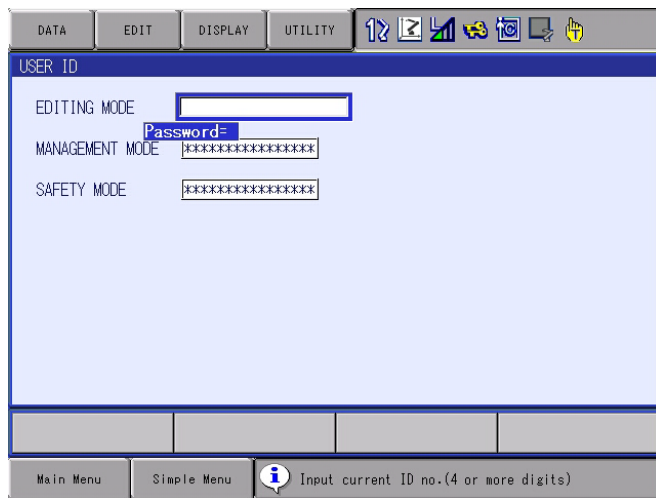 DATA EDIT DISPLAY UTILITY
USER ID
EDITING MODE
Password=
MANAGEMENT MODE ****************
SAFETY MODE ****************
Main Menu Simple Menu Input current ID no.(4 or more digits)